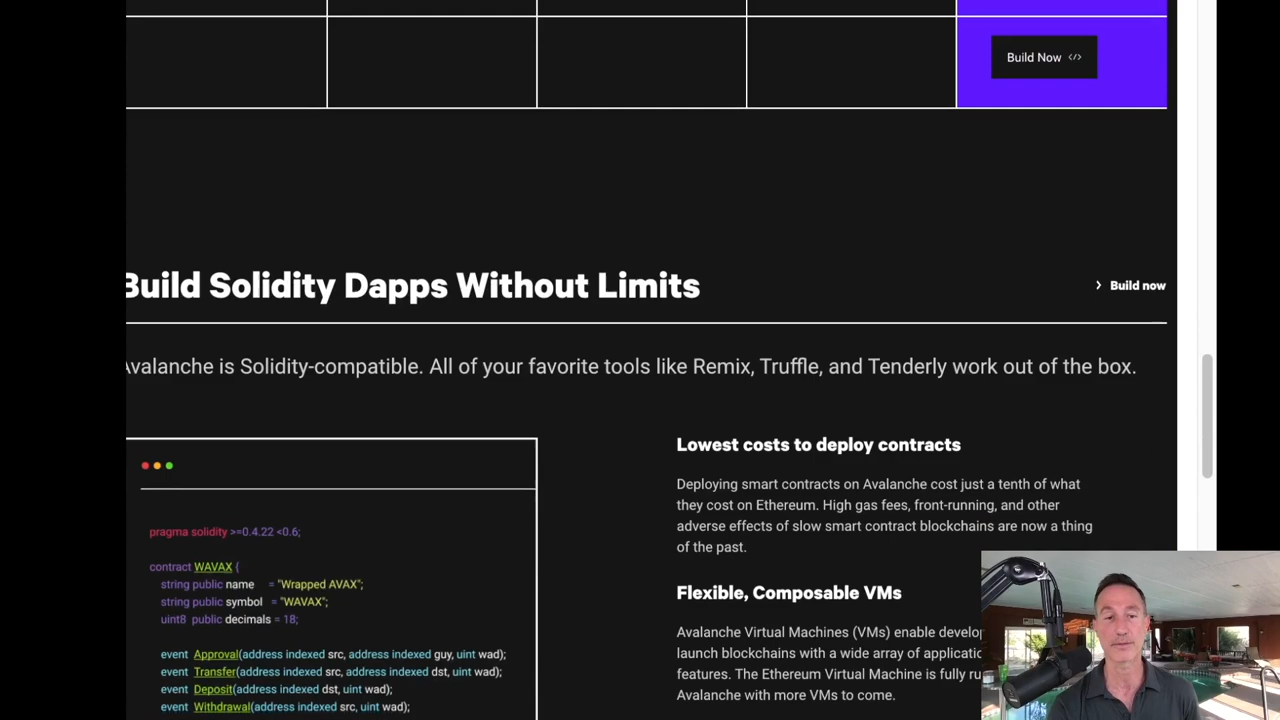 Build Now </>
Build Solidity Dapps Without Limits
› Build now
Avalanche is Solidity-compatible. All of your favorite tools like Remix, Truffle, and Tenderly work out of the box.
pragma solidity >=0.4.22 <0.6;
contract WAVAX {
string public name = "Wrapped AVAX";
string public symbol = "WAVAX";
uint8 public decimals = 18;
event Approval(address indexed src, address indexed guy, uint wad);
event Transfer(address indexed src, address indexed dst, uint wad);
event Deposit(address indexed dst, uint wad);
event Withdrawal(address indexed src, uint wad);
Lowest costs to deploy contracts
Deploying smart contracts on Avalanche cost just a tenth of what
they cost on Ethereum. High gas fees, front-running, and other
adverse effects of slow smart contract blockchains are now a thing
of the past.
Flexible, Composable VMs
Avalanche Virtual Machines (VMs) enable
launch blockchains with a wide array of
features. The Ethereum Virtual Machine is fully
Avalanche with more VMs to come.